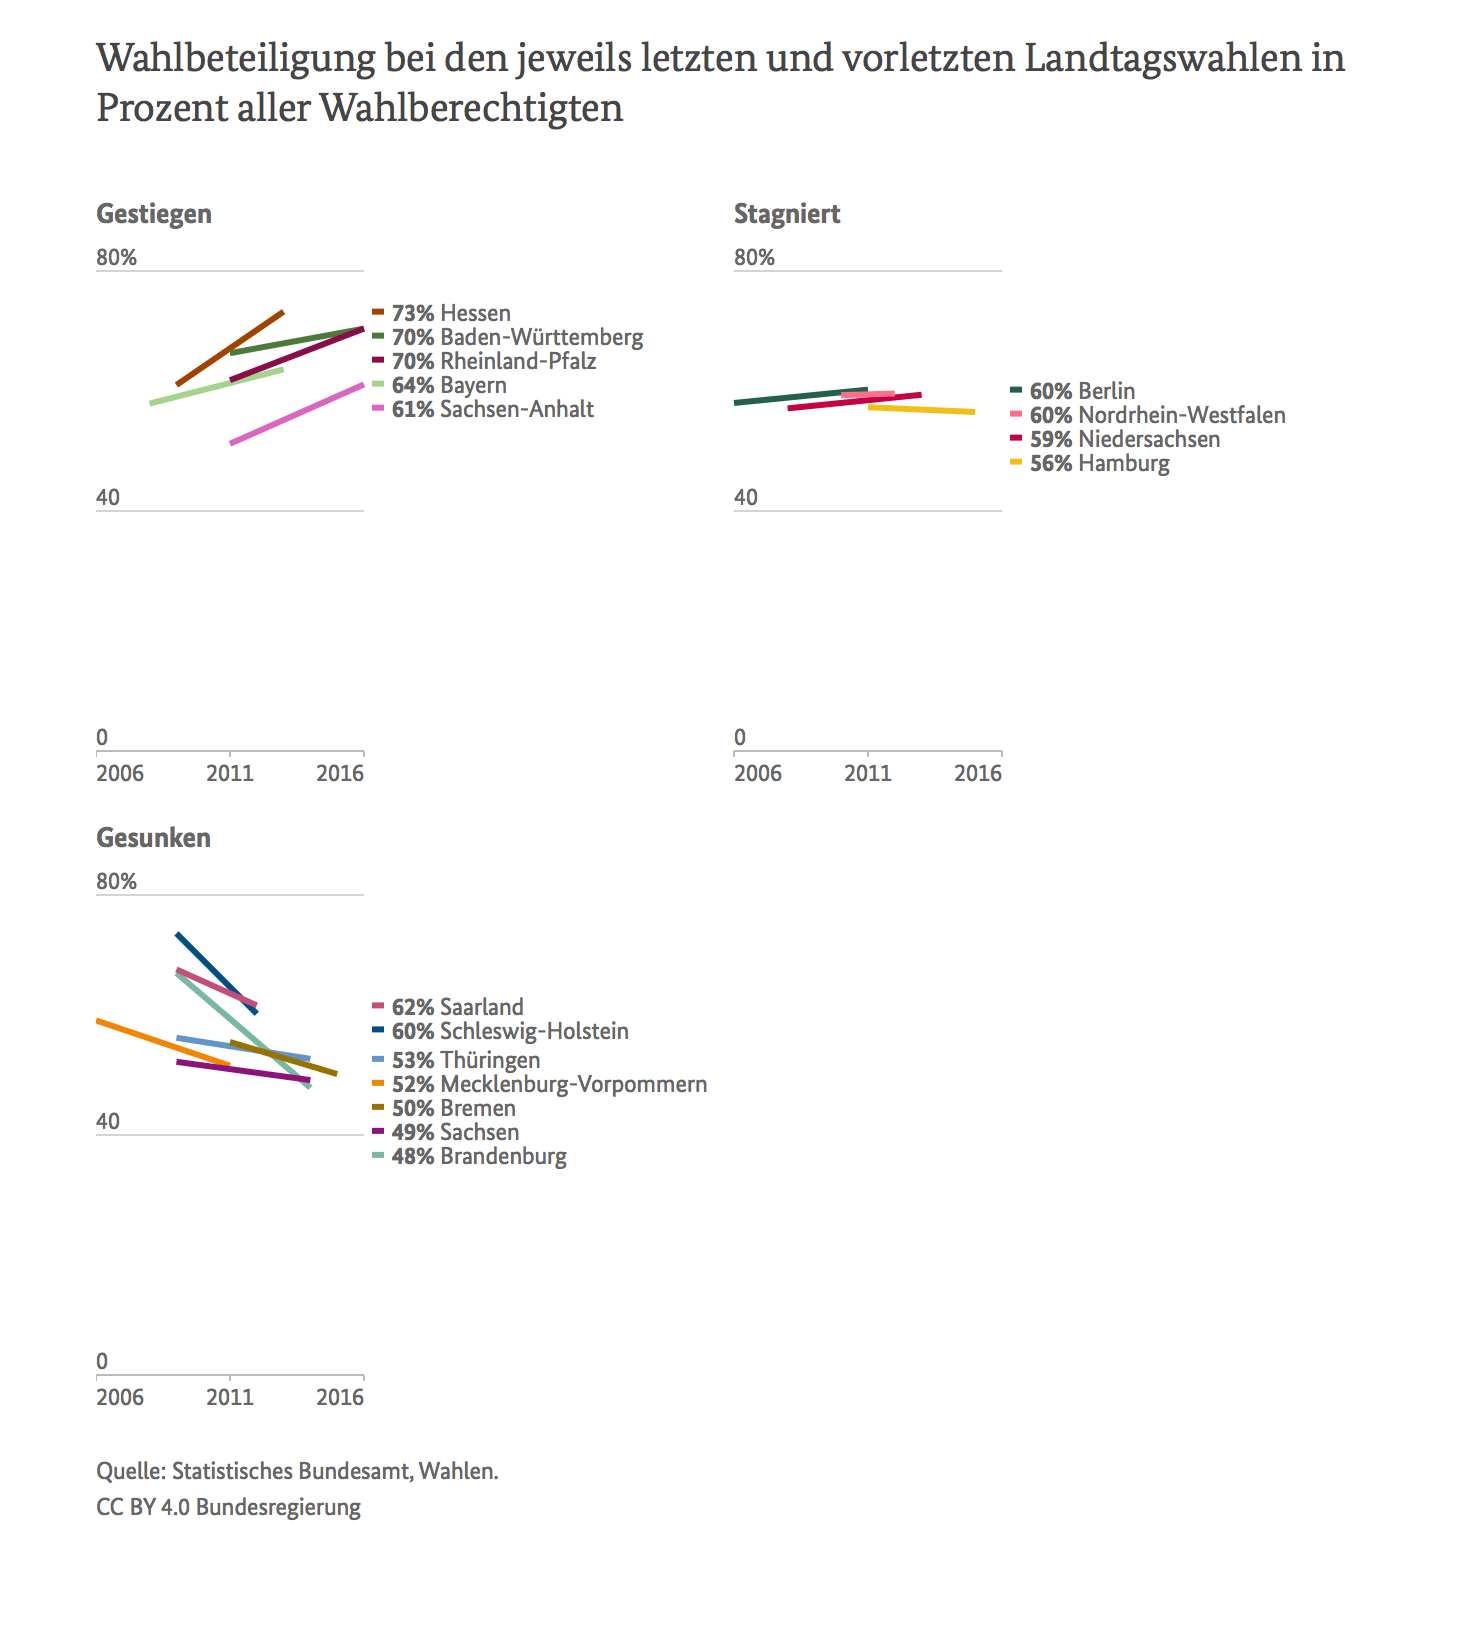 Wahlbeteiligung bei den jeweils letzten und vorletzten Landtagswahlen in
Prozent aller Wahlberechtigten
Gestiegen
80%
73% Hessen
70% Baden-Württemberg
70% Rheinland-Pfalz
64% Bayern
61% Sachsen-Anhalt
40
0
2006 2011 2016
Stagniert
80%
60% Berlin
60% Nordrhein-Westfalen
59% Niedersachsen
56% Hamburg
40
0
2006 2011 2016
Gesunken
80%
62% Saarland
60% Schleswig-Holstein
53% Thüringen
52% Mecklenburg-Vorpommern
50% Bremen
49% Sachsen
48% Brandenburg
40
0
2006 2011 2016
Quelle: Statistisches Bundesamt, Wahlen.
CC BY 4.0 Bundesregierung